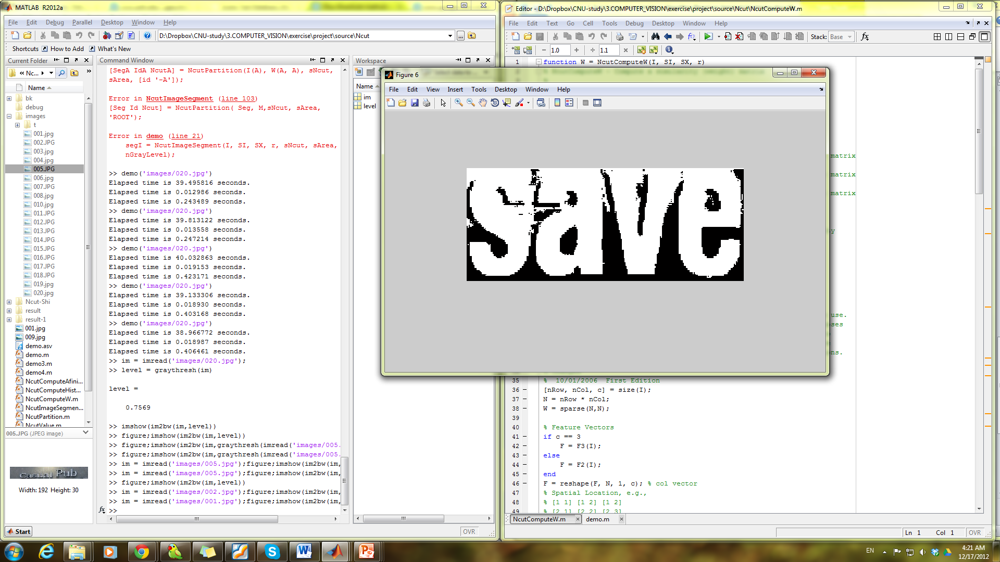 MATLAB R2012a
File Edit Debug Parallel Desktop Window Help
D:\Dropbox\CNU-study\3.COMPUTER_VISION\exercise\project\source\Ncut
Shortcuts How to Add What's New
Current Folder
« Nc...
Name
bk
debug
images
t
001.jpg
002.JPG
003.jpg
004.jpg
005.JPG
006.jpg
007.JPG
008.jpg
010.jpg
011.JPG
012.JPG
013.JPG
014.JPG
015.JPG
016.JPG
017.JPG
018.JPG
019.jpg
020.jpg
Ncut-Shi
result
result-1
001.jpg
009.jpg
demo.asv
demo.m
demo3.m
demo4.m
NcutComputeAfini...
NcutComputeHist...
NcutComputeW.m
NcutImageSegmen...
NcutPartition.m
NcutValue.m
005.JPG (JPEG image)
Casual Pub
Width: 192 Height: 30
Start
Command Window
[SegA IdA NcutA] = NcutPartition(I(A), W(A, A), sNcut,
sArea, [id '-A']);
Error in NcutImageSegment (line 103)
[Seg Id Ncut] = NcutPartition( Seg, M,sNcut, sArea,
'ROOT');
Error in demo (line 21)
segI = NcutImageSegment(I, SI, SX, r, sNcut, sArea,
nGrayLevel);
>> demo('images/020.jpg')
Elapsed time is 39.495816 seconds.
Elapsed time is 0.012986 seconds.
Elapsed time is 0.243489 seconds.
>> demo('images/020.jpg')
Elapsed time is 39.813122 seconds.
Elapsed time is 0.013558 seconds.
Elapsed time is 0.247214 seconds.
>> demo('images/020.jpg')
Elapsed time is 40.032863 seconds.
Elapsed time is 0.019153 seconds.
Elapsed time is 0.423171 seconds.
>> demo('images/020.jpg')
Elapsed time is 39.133306 seconds.
Elapsed time is 0.018930 seconds.
Elapsed time is 0.403168 seconds.
>> demo('images/020.jpg')
Elapsed time is 38.966772 seconds.
Elapsed time is 0.018987 seconds.
Elapsed time is 0.406461 seconds.
>> im = imread('images/020.jpg');
>> level = graythresh(im)
level =
0.7569
>> imshow(im2bw(im,level))
>> figure;imshow(im2bw(im,level))
>> figure;imshow(im2bw(im,graythresh(imread('images/005.
>> figure;imshow(im2bw(im,graythresh(imread('images/005.
>> im = imread('images/005.jpg');figure;imshow(im2bw(im,
>> im = imread('images/005.jpg');figure;imshow(im2bw(im,
>> figure;imshow(im2bw(im,level))
>> im = imread('images/002.jpg');figure;imshow(im2bw(im,
>> im = imread('images/001.jpg');figure;imshow(im2bw(im,
>>
OVR
Workspace
Name
im
level
Figure 6
File Edit View Insert Tools Desktop Window Help
save
Editor - D:\Dropbox\CNU-study\3.COMPUTER_VISION\exercise\project\source\Ncut\NcutComputeW.m
File Edit Text Go Cell Tools Debug Desktop Window Help
Stack: Base fx
− 1.0 + ÷ 1.1 ×
1 function W = NcutComputeW(I, SI, SX, r)
matrix
matrix
matrix
y
use.
ses
ns.
35 % 10/01/2006 First Edition
36 [nRow, nCol, c] = size(I);
37 N = nRow * nCol;
38 W = sparse(N,N);
39
40 % Feature Vectors
41 if c == 3
42 F = F3(I);
43 else
44 F = F2(I);
45 end
46 F = reshape(F, N, 1, c); % col vector
47 % Spatial Location, e.g.,
48 % [1 1] [1 2] [1 2]
49 % [2 1] [2 2] [2 3]
NcutComputeW.m demo.m
Ln 1 Col 1 OVR
EN
4:21 AM
12/17/2012